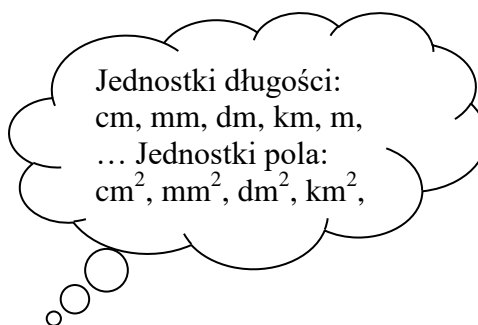 Jednostki długości:
cm, mm, dm, km, m,
… Jednostki pola:
cm², mm², dm², km²,